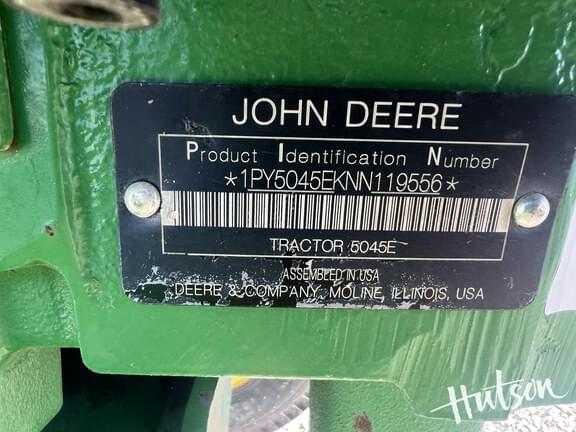 JOHN DEERE
Product Identification Number
*1PY5045EKNN119556*
TRACTOR 5045E
ASSEMBLED IN USA
DEERE & COMPANY, MOLINE, ILLINOIS, USA
Hutson